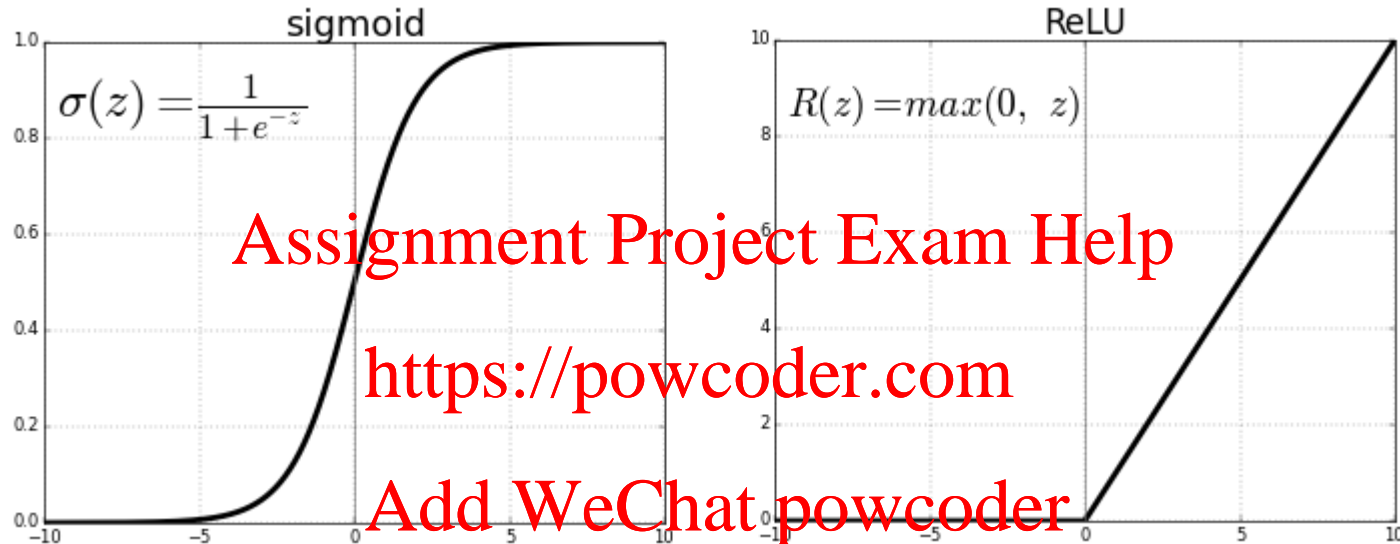 sigmoid
1.0
0.8
0.6
0.4
0.2
0.0
−10
−5
0
5
10
σ(z) = 1 / (1 + e^{−z})
ReLU
10
8
6
4
2
0
0
5
10
R(z) = max(0, z)
Assignment Project Exam Help
https://powcoder.com
Add WeChat powcoder